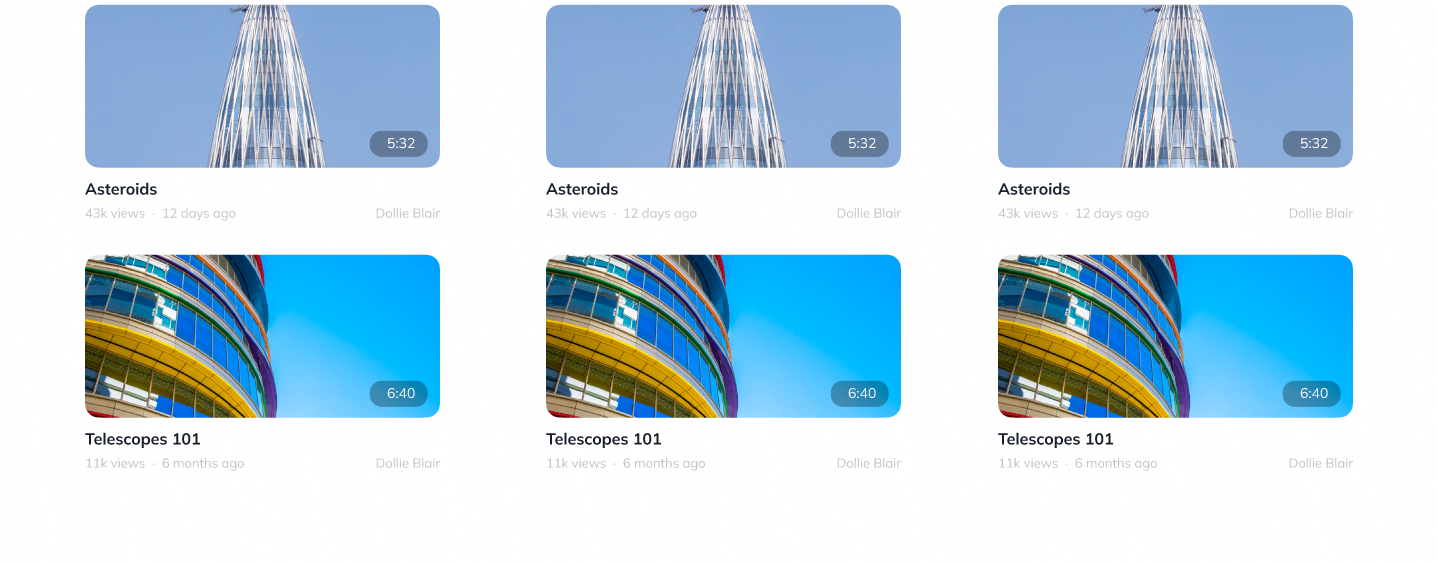 5:32
5:32
5:32
Asteroids
Asteroids
Asteroids
43k views · 12 days ago
Dollie Blair
43k views · 12 days ago
Dollie Blair
43k views · 12 days ago
Dollie Blair
6:40
6:40
6:40
Telescopes 101
Telescopes 101
Telescopes 101
11k views · 6 months ago
Dollie Blair
11k views · 6 months ago
Dollie Blair
11k views · 6 months ago
Dollie Blair